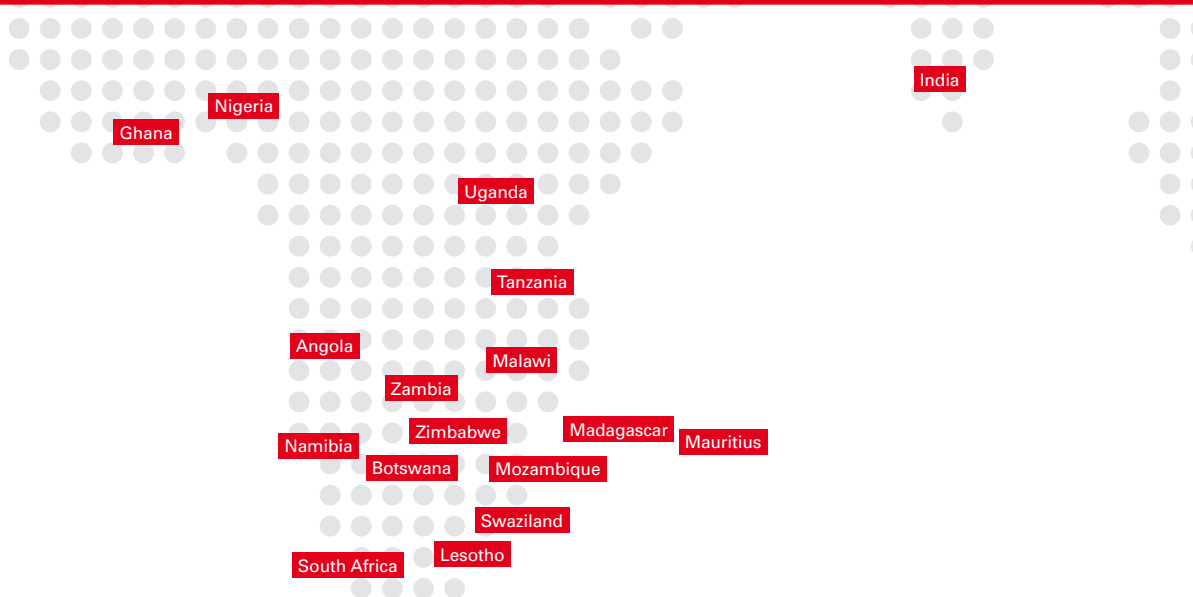 India
Nigeria
Ghana
Uganda
Tanzania
Angola
Malawi
Zambia
Madagascar
Zimbabwe
Mauritius
Namibia
Botswana
Mozambique
Swaziland
Lesotho
South Africa